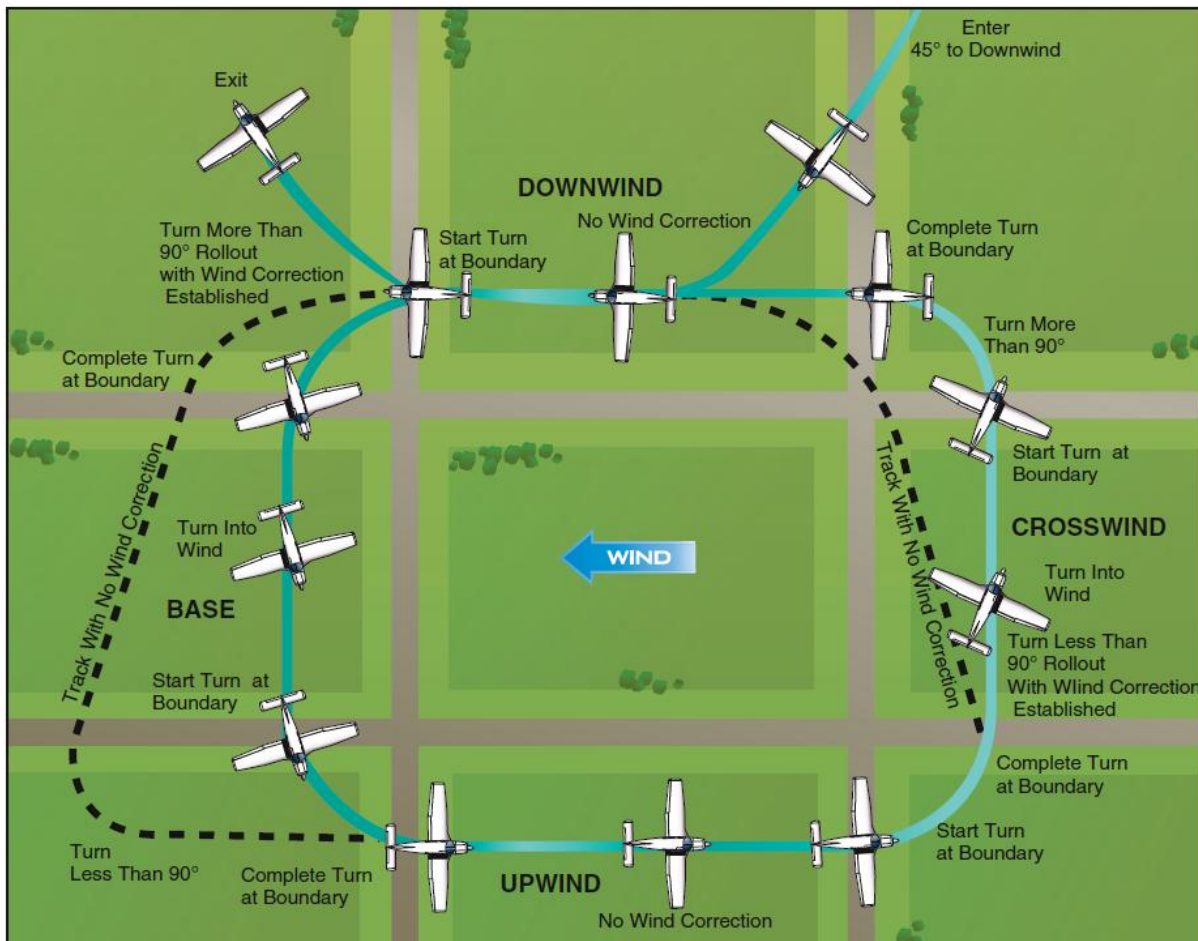 Enter
45° to Downwind
Exit
DOWNWIND
No Wind Correction
Turn More Than
90° Rollout
with Wind Correction
Established
Start Turn
at Boundary
Complete Turn
at Boundary
Turn More
Than 90°
Complete Turn
at Boundary
Start Turn at
Boundary
Track With No Wind Correction
Track With No Wind Correction
CROSSWIND
Turn Into
Wind
WIND
Turn Into
Wind
BASE
Turn Less Than
90° Rollout
With WIind Correction
Established
Start Turn at
Boundary
Complete Turn
at Boundary
Start Turn
at Boundary
Turn
Less Than 90°
Complete Turn
at Boundary
UPWIND
No Wind Correction